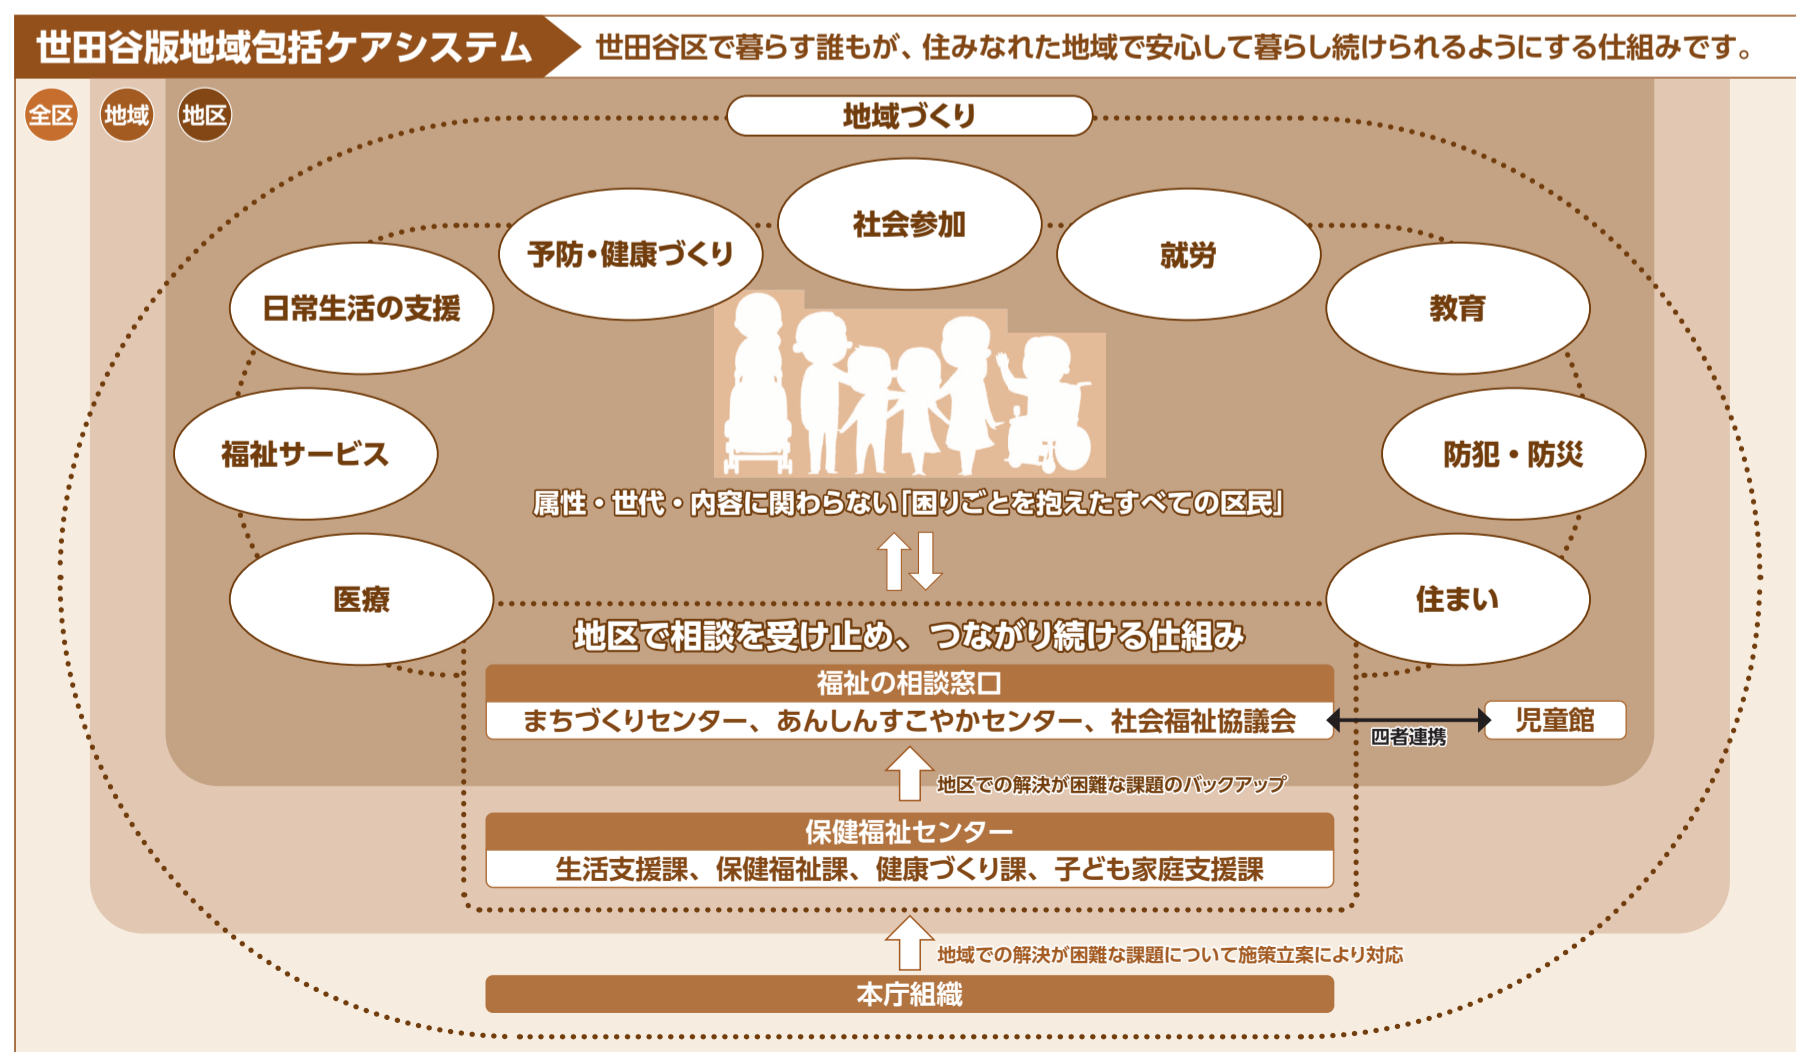 世田谷版地域包括ケアシステム
世田谷区で暮らす誰もが、住みなれた地域で安心して暮らし続けられるようにする仕組みです。
全区
地域
地区
地域づくり
社会参加
予防・健康づくり
就労
日常生活の支援
教育
福祉サービス
防犯・防災
医療
住まい
属性・世代・内容に関わらない「困りごとを抱えたすべての区民」
地区で相談を受け止め、つながり続ける仕組み
福祉の相談窓口
まちづくりセンター、あんしんすこやかセンター、社会福祉協議会
四者連携
児童館
地区での解決が困難な課題のバックアップ
保健福祉センター
生活支援課、保健福祉課、健康づくり課、子ども家庭支援課
地域での解決が困難な課題について施策立案により対応
本庁組織